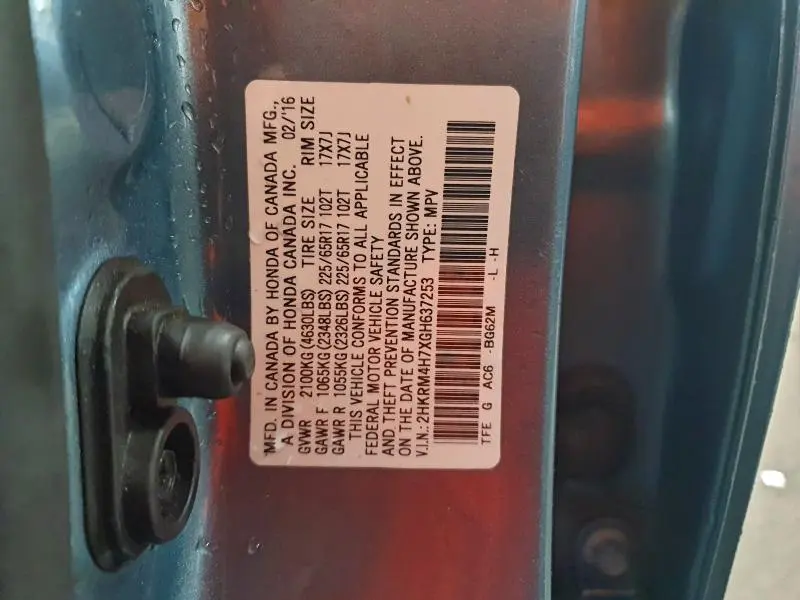 MFD. IN CANADA BY HONDA OF CANADA MFG.,
A DIVISION OF HONDA CANADA INC. 02/'16
GVWR 2100KG(4630LBS) TIRE SIZE RIM SIZE
GAWR F 1065KG(2348LBS) 225/65R17 102T 17X7J
GAWR R 1055KG(2326LBS) 225/65R17 102T 17X7J
THIS VEHICLE CONFORMS TO ALL APPLICABLE
FEDERAL MOTOR VEHICLE SAFETY
AND THEFT PREVENTION STANDARDS IN EFFECT
ON THE DATE OF MANUFACTURE SHOWN ABOVE.
V.I.N.: 2HKRM4H7XGH637253 TYPE: MPV
TFE G AC6 -BG62M -L -H